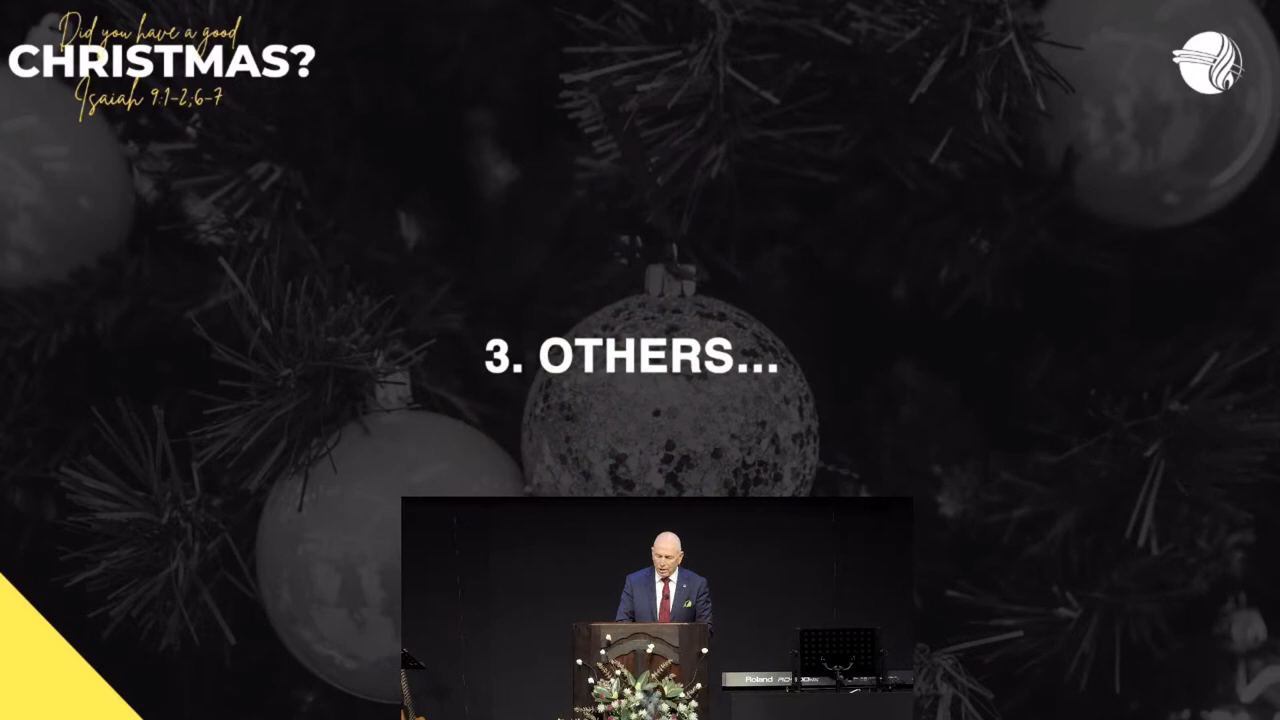 Did you have a good
CHRISTMAS?
Isaiah 9:1-2;6-7
3. OTHERS...
Roland